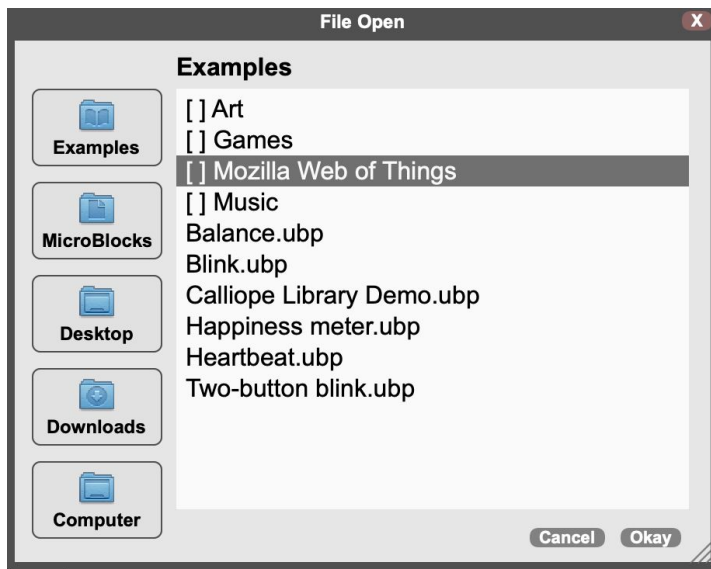 File Open
X
Examples
Examples
MicroBlocks
Desktop
Downloads
Computer
[ ] Art
[ ] Games
[ ] Mozilla Web of Things
[ ] Music
Balance.ubp
Blink.ubp
Calliope Library Demo.ubp
Happiness meter.ubp
Heartbeat.ubp
Two-button blink.ubp
Cancel
Okay